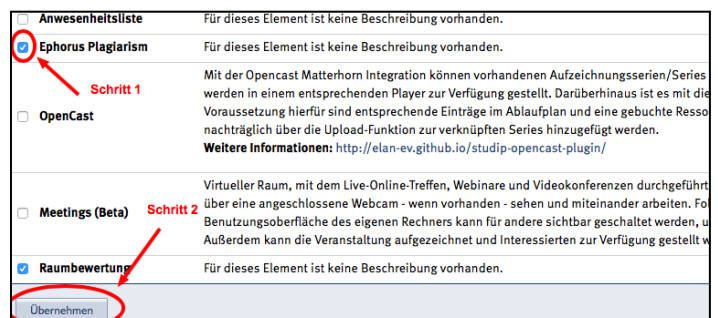 Anwesenheitsliste Für dieses Element ist keine Beschreibung vorhanden.
Ephorus Plagiarism Für dieses Element ist keine Beschreibung vorhanden.
Schritt 1
Mit der Opencast Matterhorn Integration können vorhandenen Aufzeichnungsserien/Series
werden in einem entsprechenden Player zur Verfügung gestellt. Darüberhinaus ist es mit die
OpenCast Voraussetzung hierfür sind entsprechende Einträge im Ablaufplan und eine gebuchte Resso
nachträglich über die Upload-Funktion zur verknüpften Series hinzugefügt werden.
Weitere Informationen: http://elan-ev.github.io/studip-opencast-plugin/
Virtueller Raum, mit dem Live-Online-Treffen, Webinare und Videokonferenzen durchgeführt
über eine angeschlossene Webcam - wenn vorhanden - sehen und miteinander arbeiten. Fol
Meetings (Beta) Schritt 2 Benutzungsoberfläche des eigenen Rechners kann für andere sichtbar geschaltet werden, u
Außerdem kann die Veranstaltung aufgezeichnet und Interessierten zur Verfügung gestellt w
Raumbewertung Für dieses Element ist keine Beschreibung vorhanden.
Übernehmen